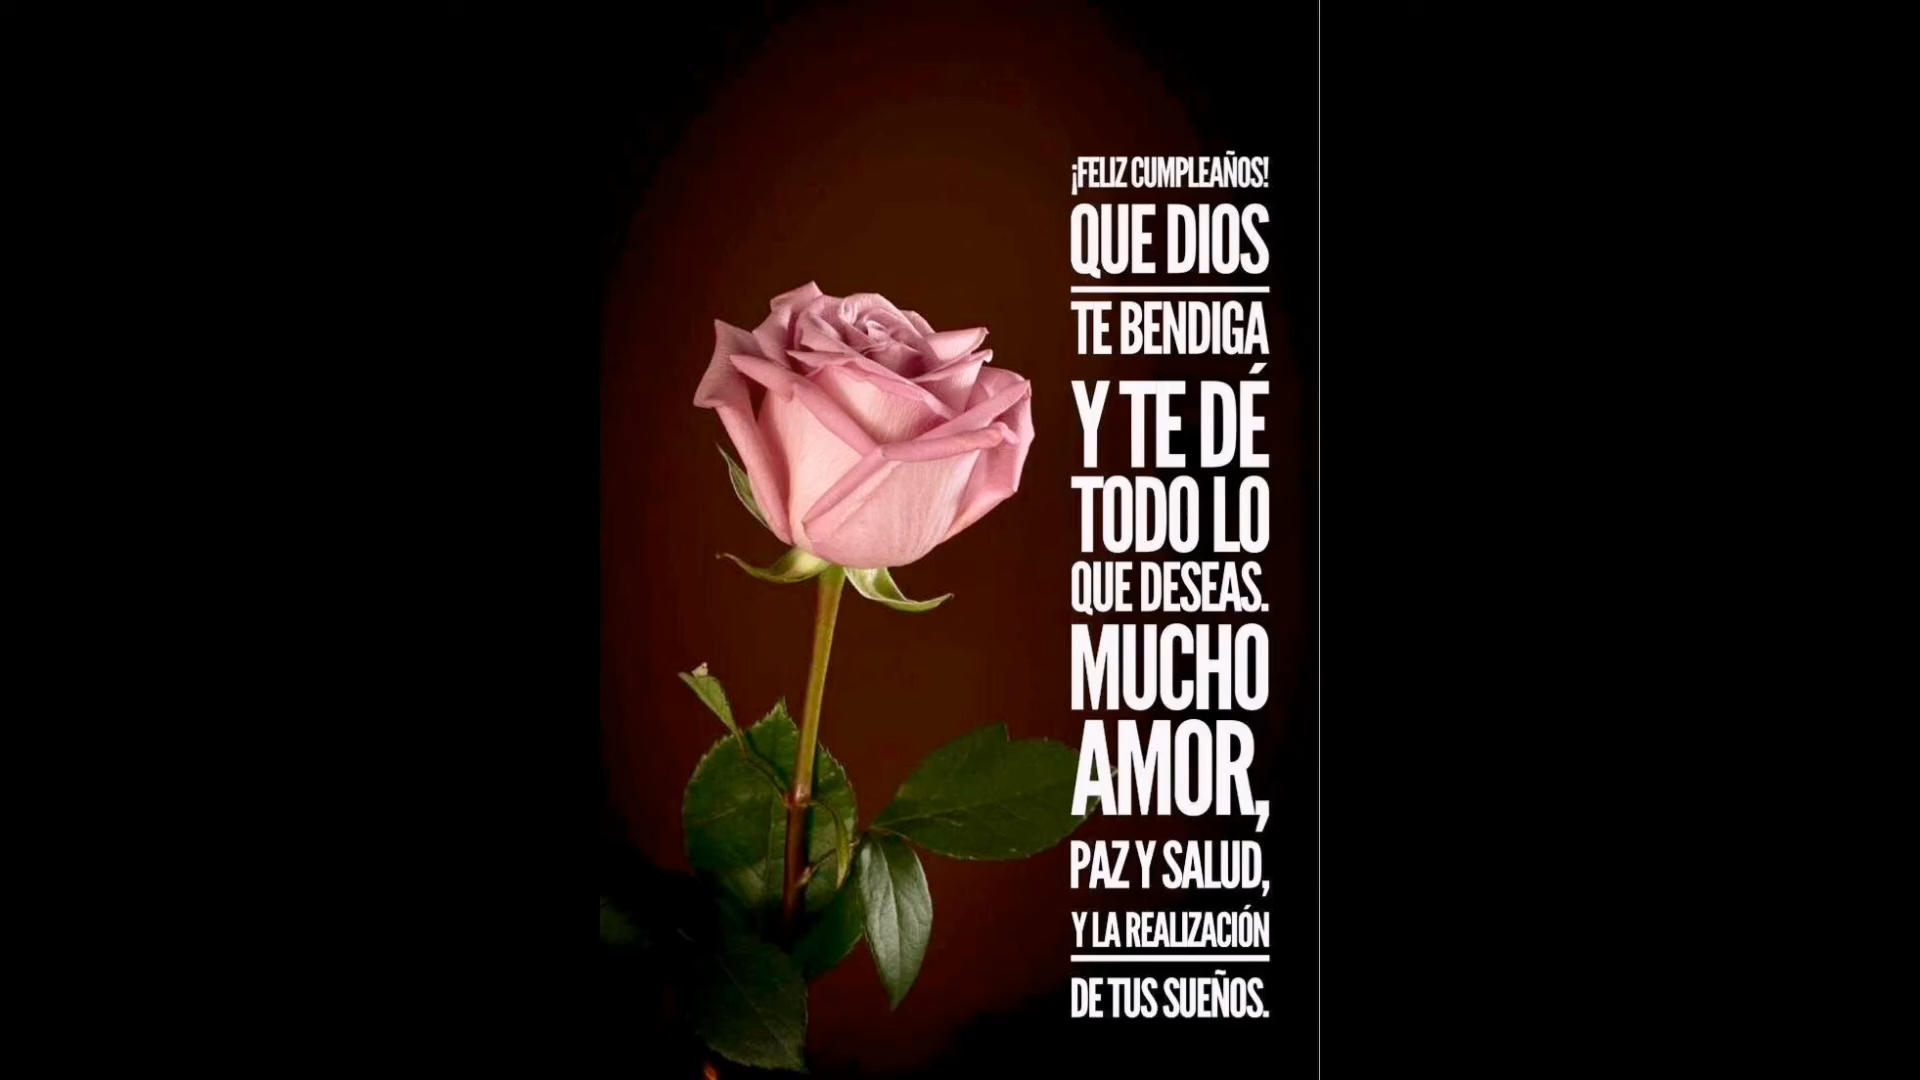 ¡FELIZ CUMPLEAÑOS!
QUE DIOS
TE BENDIGA
Y TE DÉ
TODO LO
QUE DESEAS.
MUCHO
AMOR,
PAZ Y SALUD,
Y LA REALIZACIÓN
DE TUS SUEÑOS.